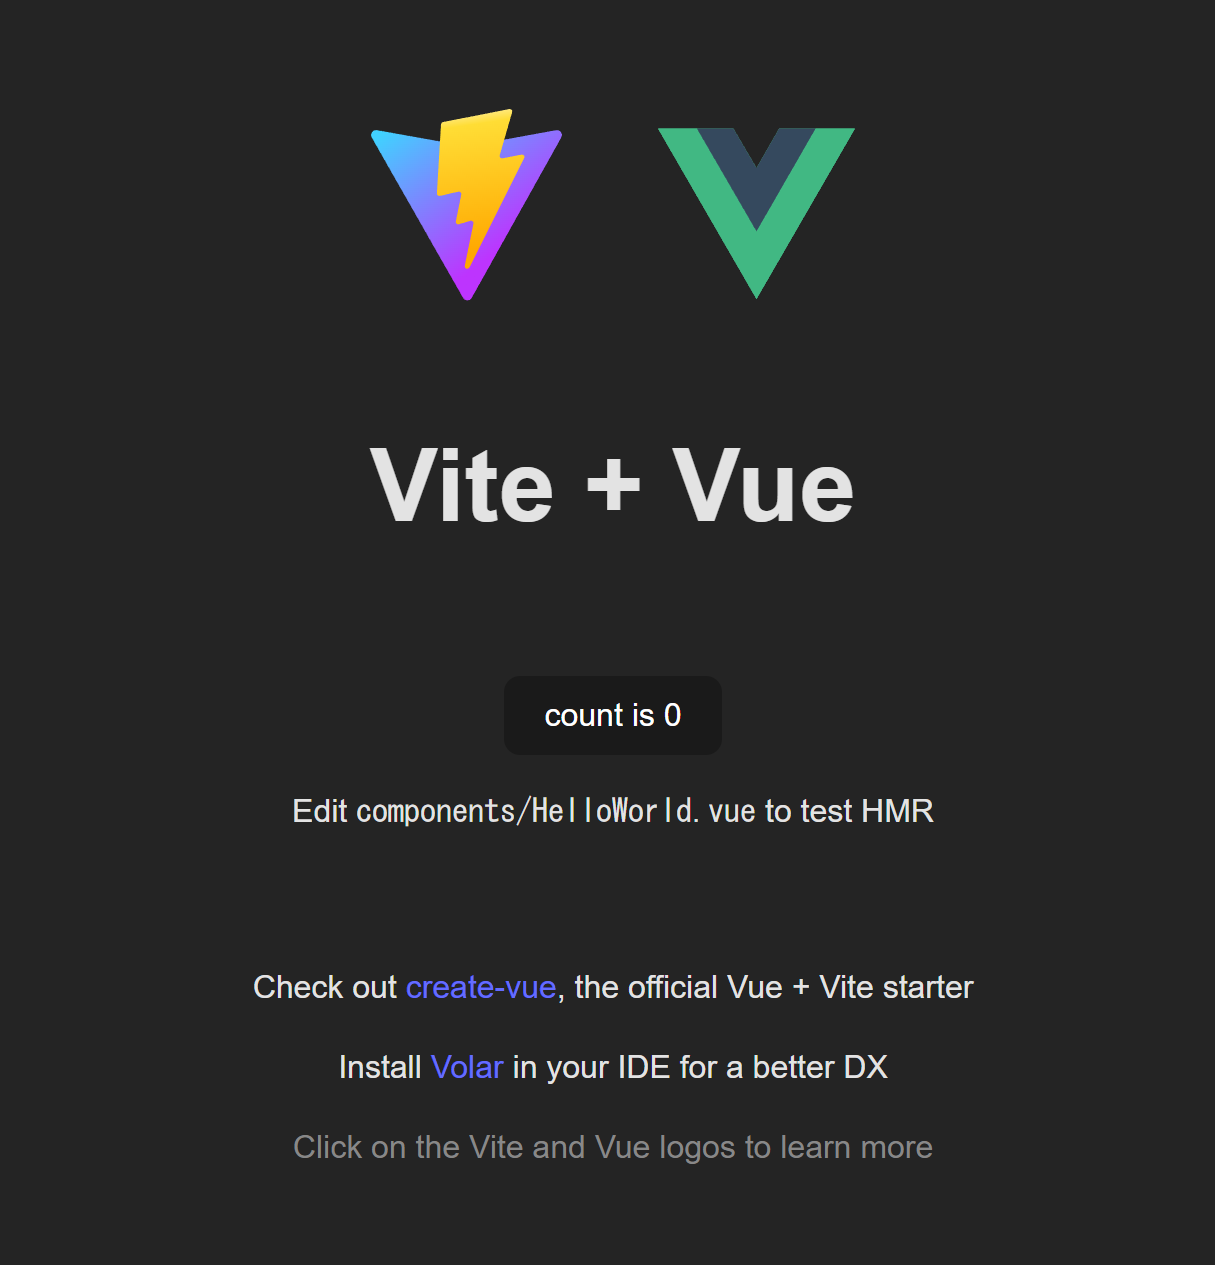 Vite + Vue
count is 0
Edit components/HelloWorld.vue to test HMR
Check out create-vue, the official Vue + Vite starter
Install Volar in your IDE for a better DX
Click on the Vite and Vue logos to learn more